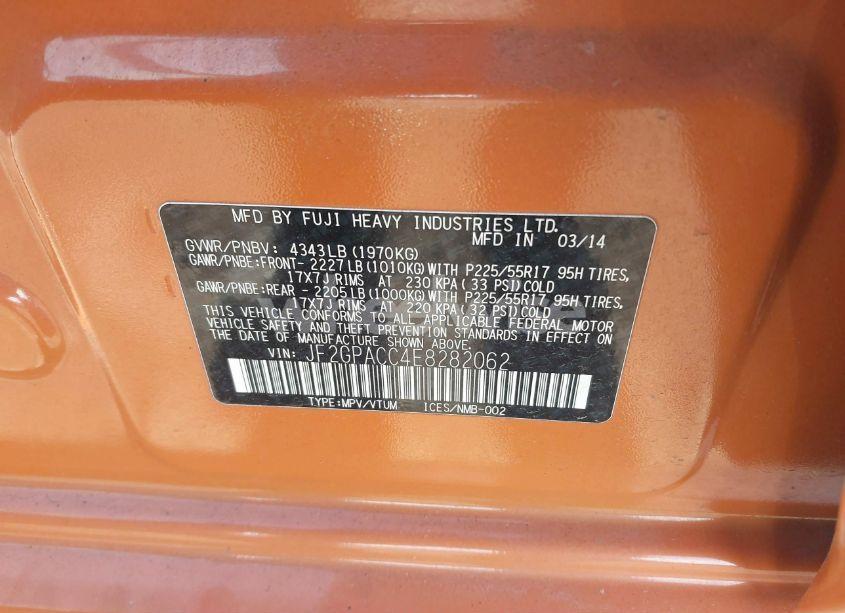 MFD BY FUJI HEAVY INDUSTRIES LTD.
MFD IN 03/14
GVWR/PNBV: 4343LB(1970KG)
GAWR/PNBE:FRONT- 2227LB(1010KG)WITH P225/55R17 95H TIRES,
17X7J RIMS AT 230 KPA(33 PSI)COLD
GAWR/PNBE:REAR - 2205LB(1000KG)WITH P225/55R17 95H TIRES,
17X7J RIMS AT 220 KPA(32 PSI)COLD
THIS VEHICLE CONFORMS TO ALL APPLICABLE FEDERAL MOTOR
VEHICLE SAFETY AND THEFT PREVENTION STANDARDS IN EFFECT ON
THE DATE OF MANUFACTURE SHOWN ABOVE.
VIN: JF2GPACC4E8282062
TYPE:MPV/VTUM ICES/NMB-002